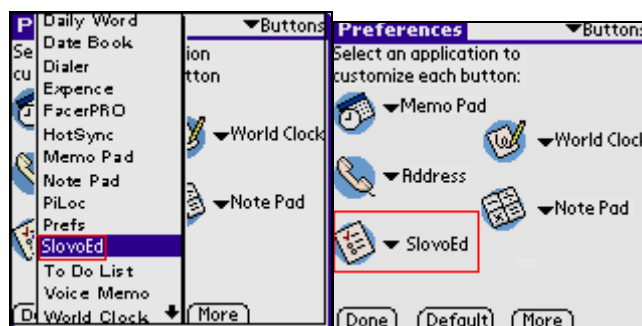 P
Daily Word
Date Book
Dialer
Expence
FacerPRO
HotSync
Memo Pad
Note Pad
PiLoc
Prefs
SlovoEd
To Do List
Voice Memo
World Clock
Buttons
Se
ion
cu
tton
World Clock
Note Pad
D
More
Preferences
Buttons
Select an application to
customize each button:
Memo Pad
World Clock
Address
Note Pad
SlovoEd
Done Default More